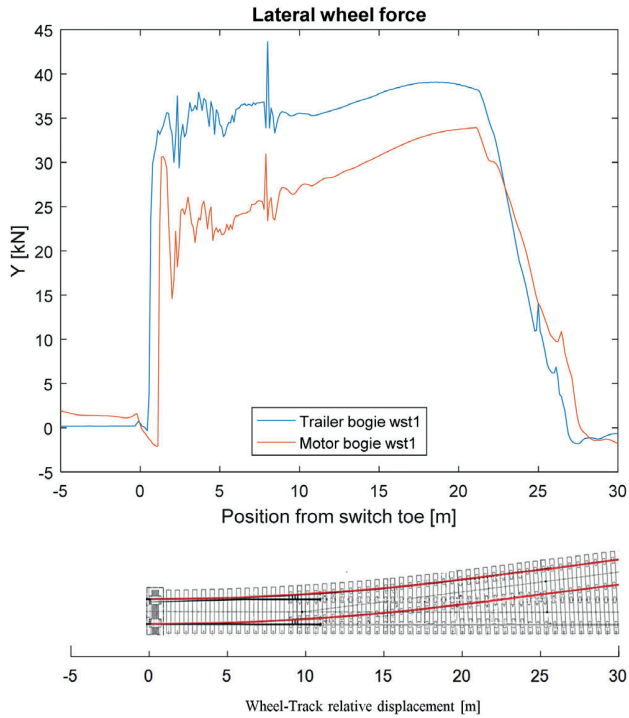 Lateral wheel force
45
40
35
30
25
20
15
10
5
0
-5
Y [kN]
Trailer bogie wst1
Motor bogie wst1
-5 0 5 10 15 20 25 30
Position from switch toe [m]
-5 0 5 10 15 20 25 30
Wheel-Track relative displacement [m]